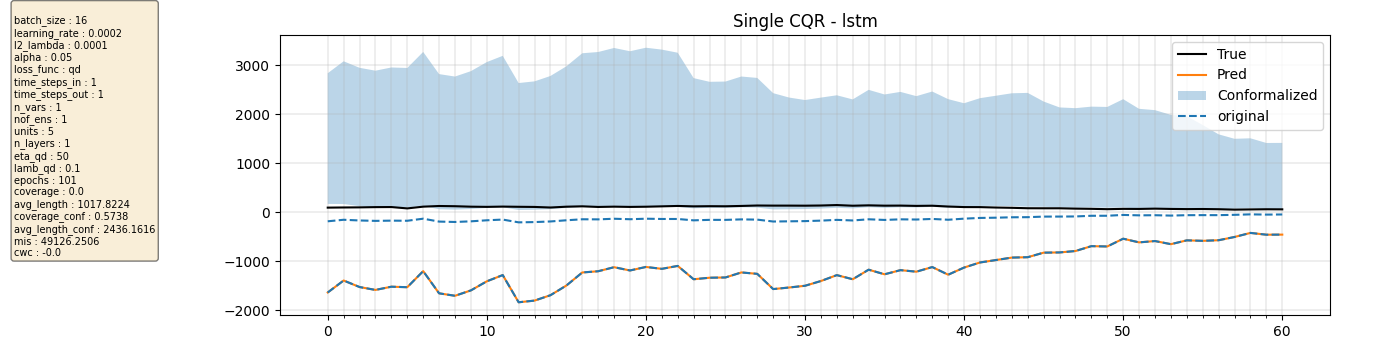 batch_size : 16
learning_rate : 0.0002
l2_lambda : 0.0001
alpha : 0.05
loss_func : qd
time_steps_in : 1
time_steps_out : 1
n_vars : 1
nof_ens : 1
units : 5
n_layers : 1
eta_qd : 50
lamb_qd : 0.1
epochs : 101
coverage : 0.0
avg_length : 1017.8224
coverage_conf : 0.5738
avg_length_conf : 2436.1616
mis : 49126.2506
cwc : -0.0
Single CQR - lstm
3000
2000
1000
0
−1000
−2000
True
Pred
Conformalized
original
0 10 20 30 40 50 60